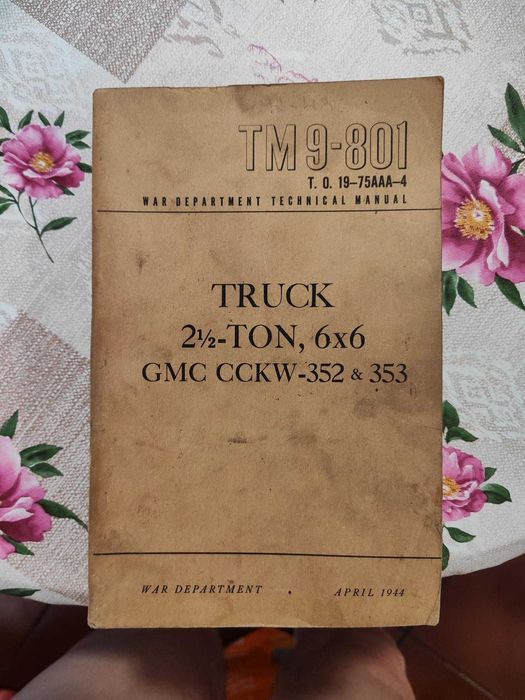 TM 9-801
T. O. 19-75AAA-4
WAR DEPARTMENT TECHNICAL MANUAL
TRUCK
2½-TON, 6x6
GMC CCKW-352 & 353
WAR DEPARTMENT • APRIL 1944